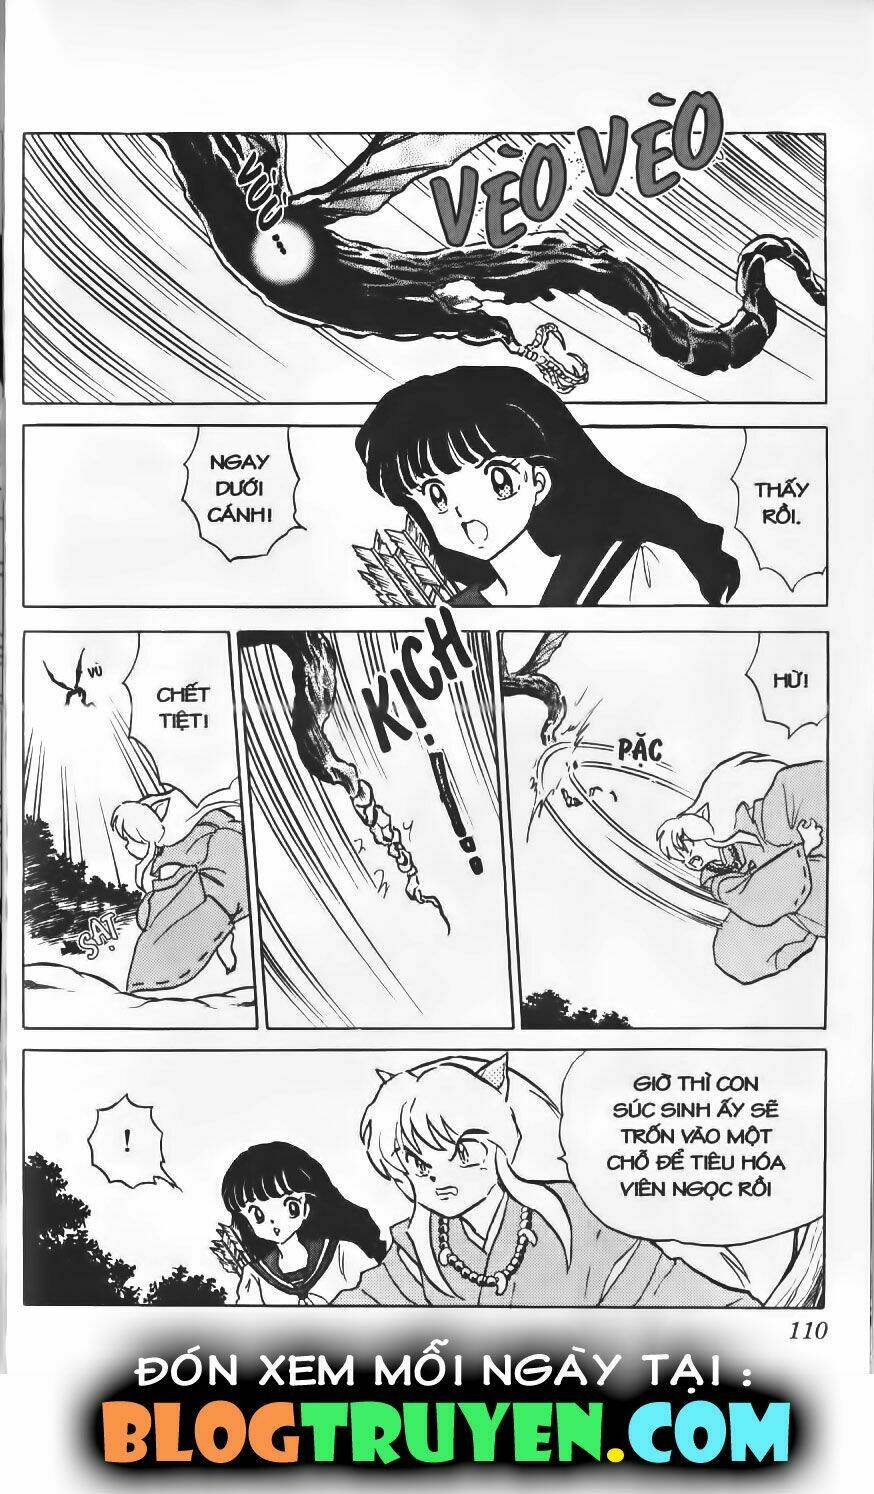 VÈO VÈO
VÚÚ...
THẤY
RỒI.
NGAY
DƯỚI
CÁNH!
HỪ!
PẶC
KỊCH
CHẾT
TIỆT!
VÙ
SẠT
GIỜ THÌ CON
SÚC SINH ẤY SẼ
TRỐN VÀO MỘT
CHỖ ĐỂ TIÊU HÓA
VIÊN NGỌC RỒI
!
110
ĐÓN XEM MỖI NGÀY TẠI :
BLOGTRUYEN.COM